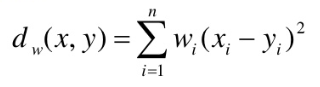 d_w(x, y) = \sum_{i=1}^{n} w_i(x_i - y_i)^2